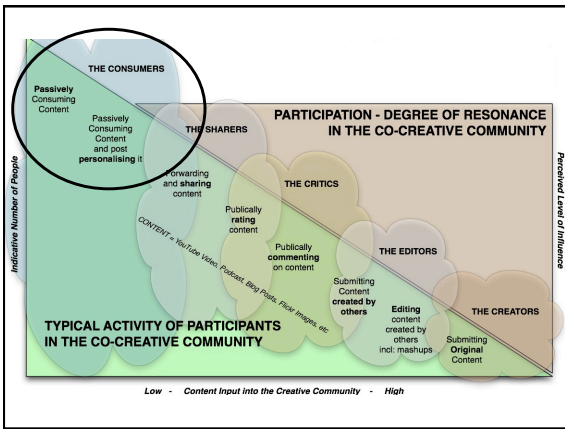 THE CONSUMERS
Passively
Consuming
Content
Passively
Consuming
Content
and post
personalising it
PARTICIPATION - DEGREE OF RESONANCE
IN THE CO-CREATIVE COMMUNITY
THE SHARERS
Forwarding
and sharing
content
THE CRITICS
Publically
rating
content
Publically
commenting
on content
CONTENT = YouTube Video, Podcast, Blog Posts, Flickr Images, etc
THE EDITORS
Submitting
Content
created by
others
Editing
content
created by
others
incl: mashups
THE CREATORS
Submitting
Original
Content
TYPICAL ACTIVITY OF PARTICIPANTS
IN THE CO-CREATIVE COMMUNITY
Indicative Number of People
Perceived Level of Influence
Low - Content Input into the Creative Community - High